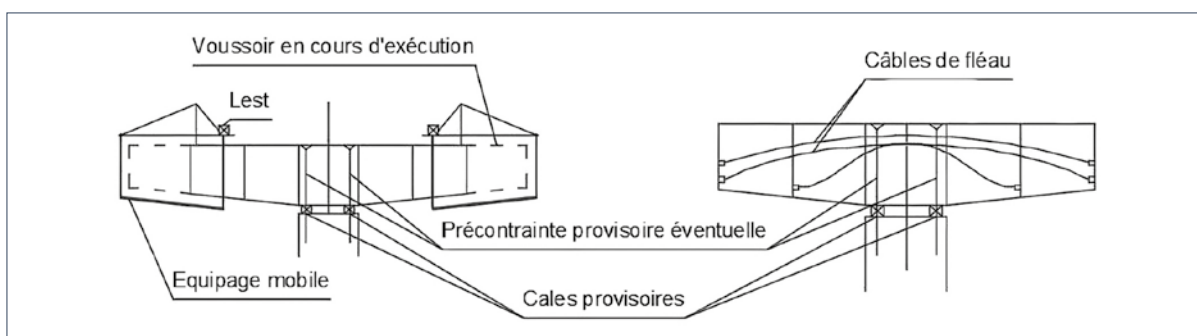 Voussoir en cours d'exécution
Câbles de fléau
Lest
Précontrainte provisoire éventuelle
Equipage mobile
Cales provisoires